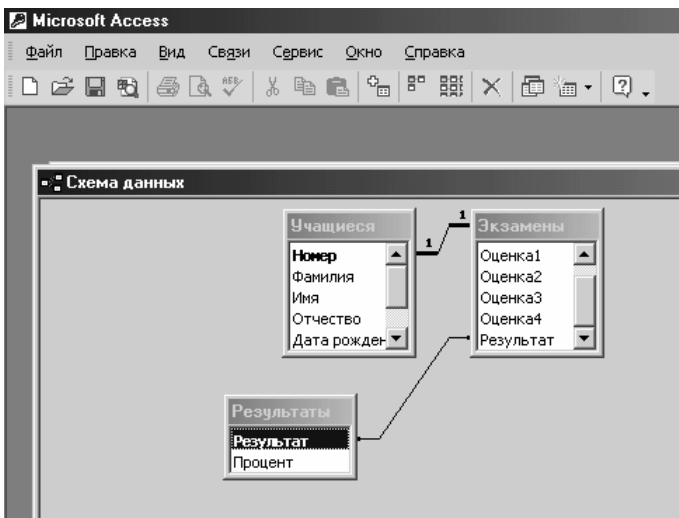 Microsoft Access
Файл Правка Вид Связи Сервис Окно Справка
Схема данных
Учащиеся
Номер
Фамилия
Имя
Отчество
Дата рожден
1
1
Экзамены
Оценка1
Оценка2
Оценка3
Оценка4
Результат
Результаты
Результат
Процент